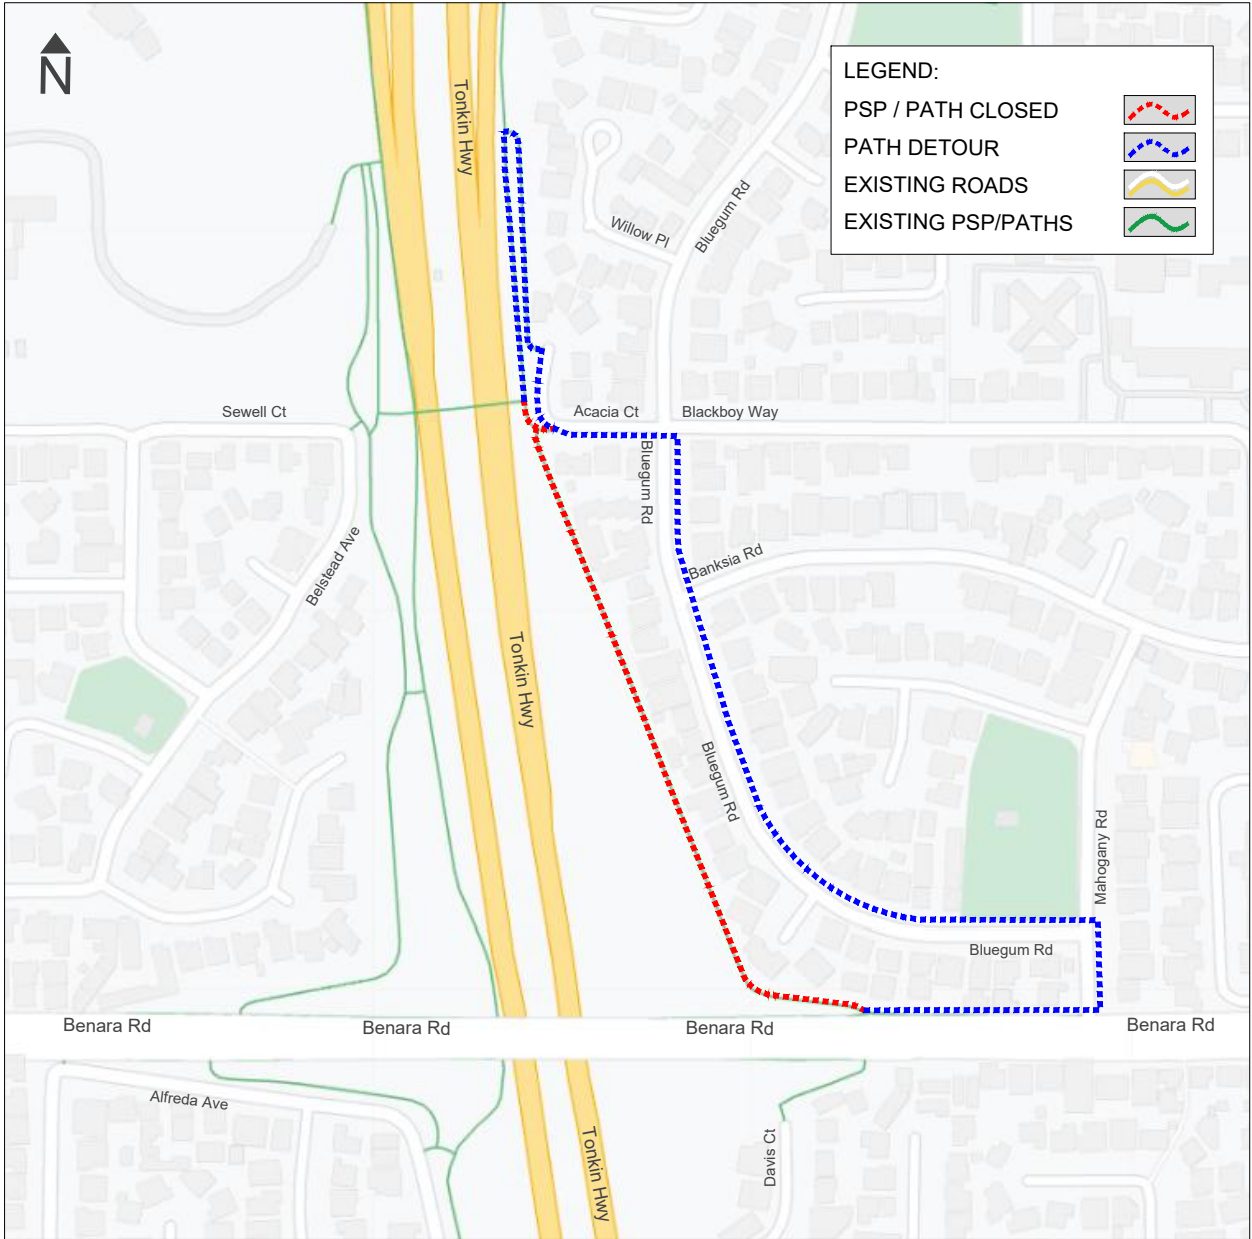 N
LEGEND:
PSP / PATH CLOSED
PATH DETOUR
EXISTING ROADS
EXISTING PSP/PATHS
Tonkin Hwy
Willow Pl
Bluegum Rd
Sewell Ct
Acacia Ct
Blackboy Way
Bluegum Rd
Belstead Ave
Banksia Rd
Tonkin Hwy
Bluegum Rd
Mahogany Rd
Bluegum Rd
Benara Rd
Benara Rd
Benara Rd
Benara Rd
Alfreda Ave
Davis Ct
Tonkin Hwy